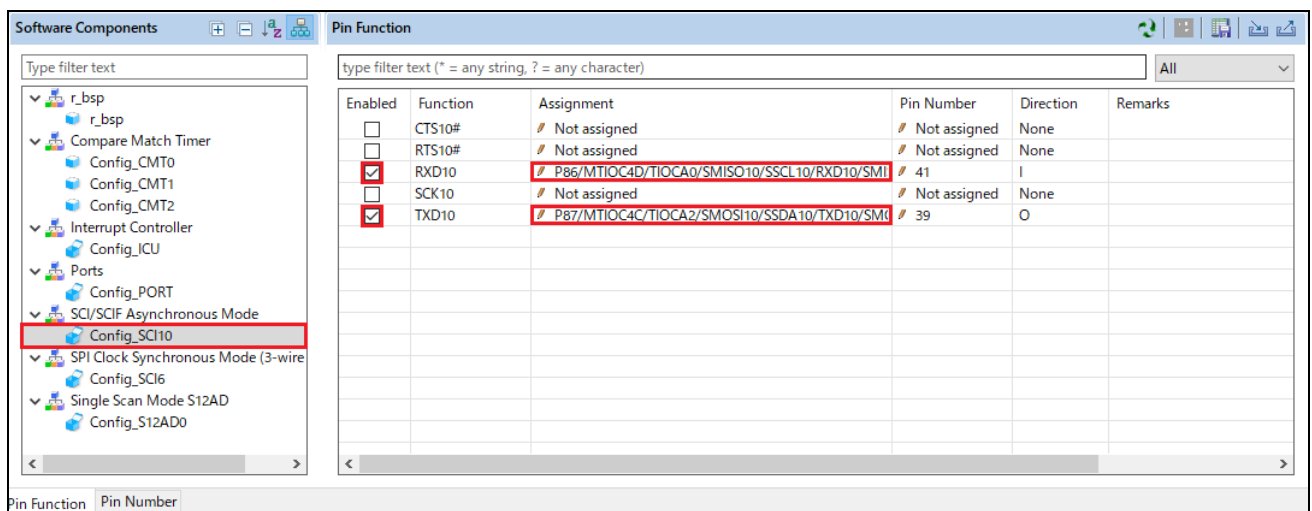 Software Components
Type filter text
r_bsp
r_bsp
Compare Match Timer
Config_CMT0
Config_CMT1
Config_CMT2
Interrupt Controller
Config_ICU
Ports
Config_PORT
SCI/SCIF Asynchronous Mode
Config_SCI10
SPI Clock Synchronous Mode (3-wire
Config_SCI6
Single Scan Mode S12AD
Config_S12AD0
Pin Function
type filter text (* = any string, ? = any character) All
Enabled Function Assignment Pin Number Direction Remarks
CTS10# Not assigned Not assigned None
RTS10# Not assigned Not assigned None
RXD10 P86/MTIOC4D/TIOCA0/SMISO10/SSCL10/RXD10/SMI 41 I
SCK10 Not assigned Not assigned None
TXD10 P87/MTIOC4C/TIOCA2/SMOSI10/SSDA10/TXD10/SM 39 O
Pin Function Pin Number